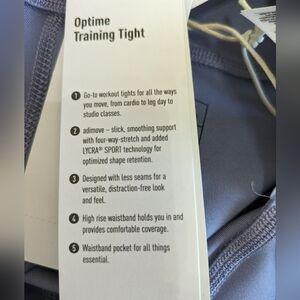 Optime
Training Tight
1 Go-to workout tights for all the ways
you move, from cardio to leg day to
studio classes.
2 adimove – slick, smoothing support
with four-way-stretch and added
LYCRA® SPORT technology for
optimized shape retention.
3 Designed with less seams for a
versatile, distraction-free look
and feel.
4 High rise waistband holds you in and
provides comfortable coverage.
5 Waistband pocket for all things
essential.